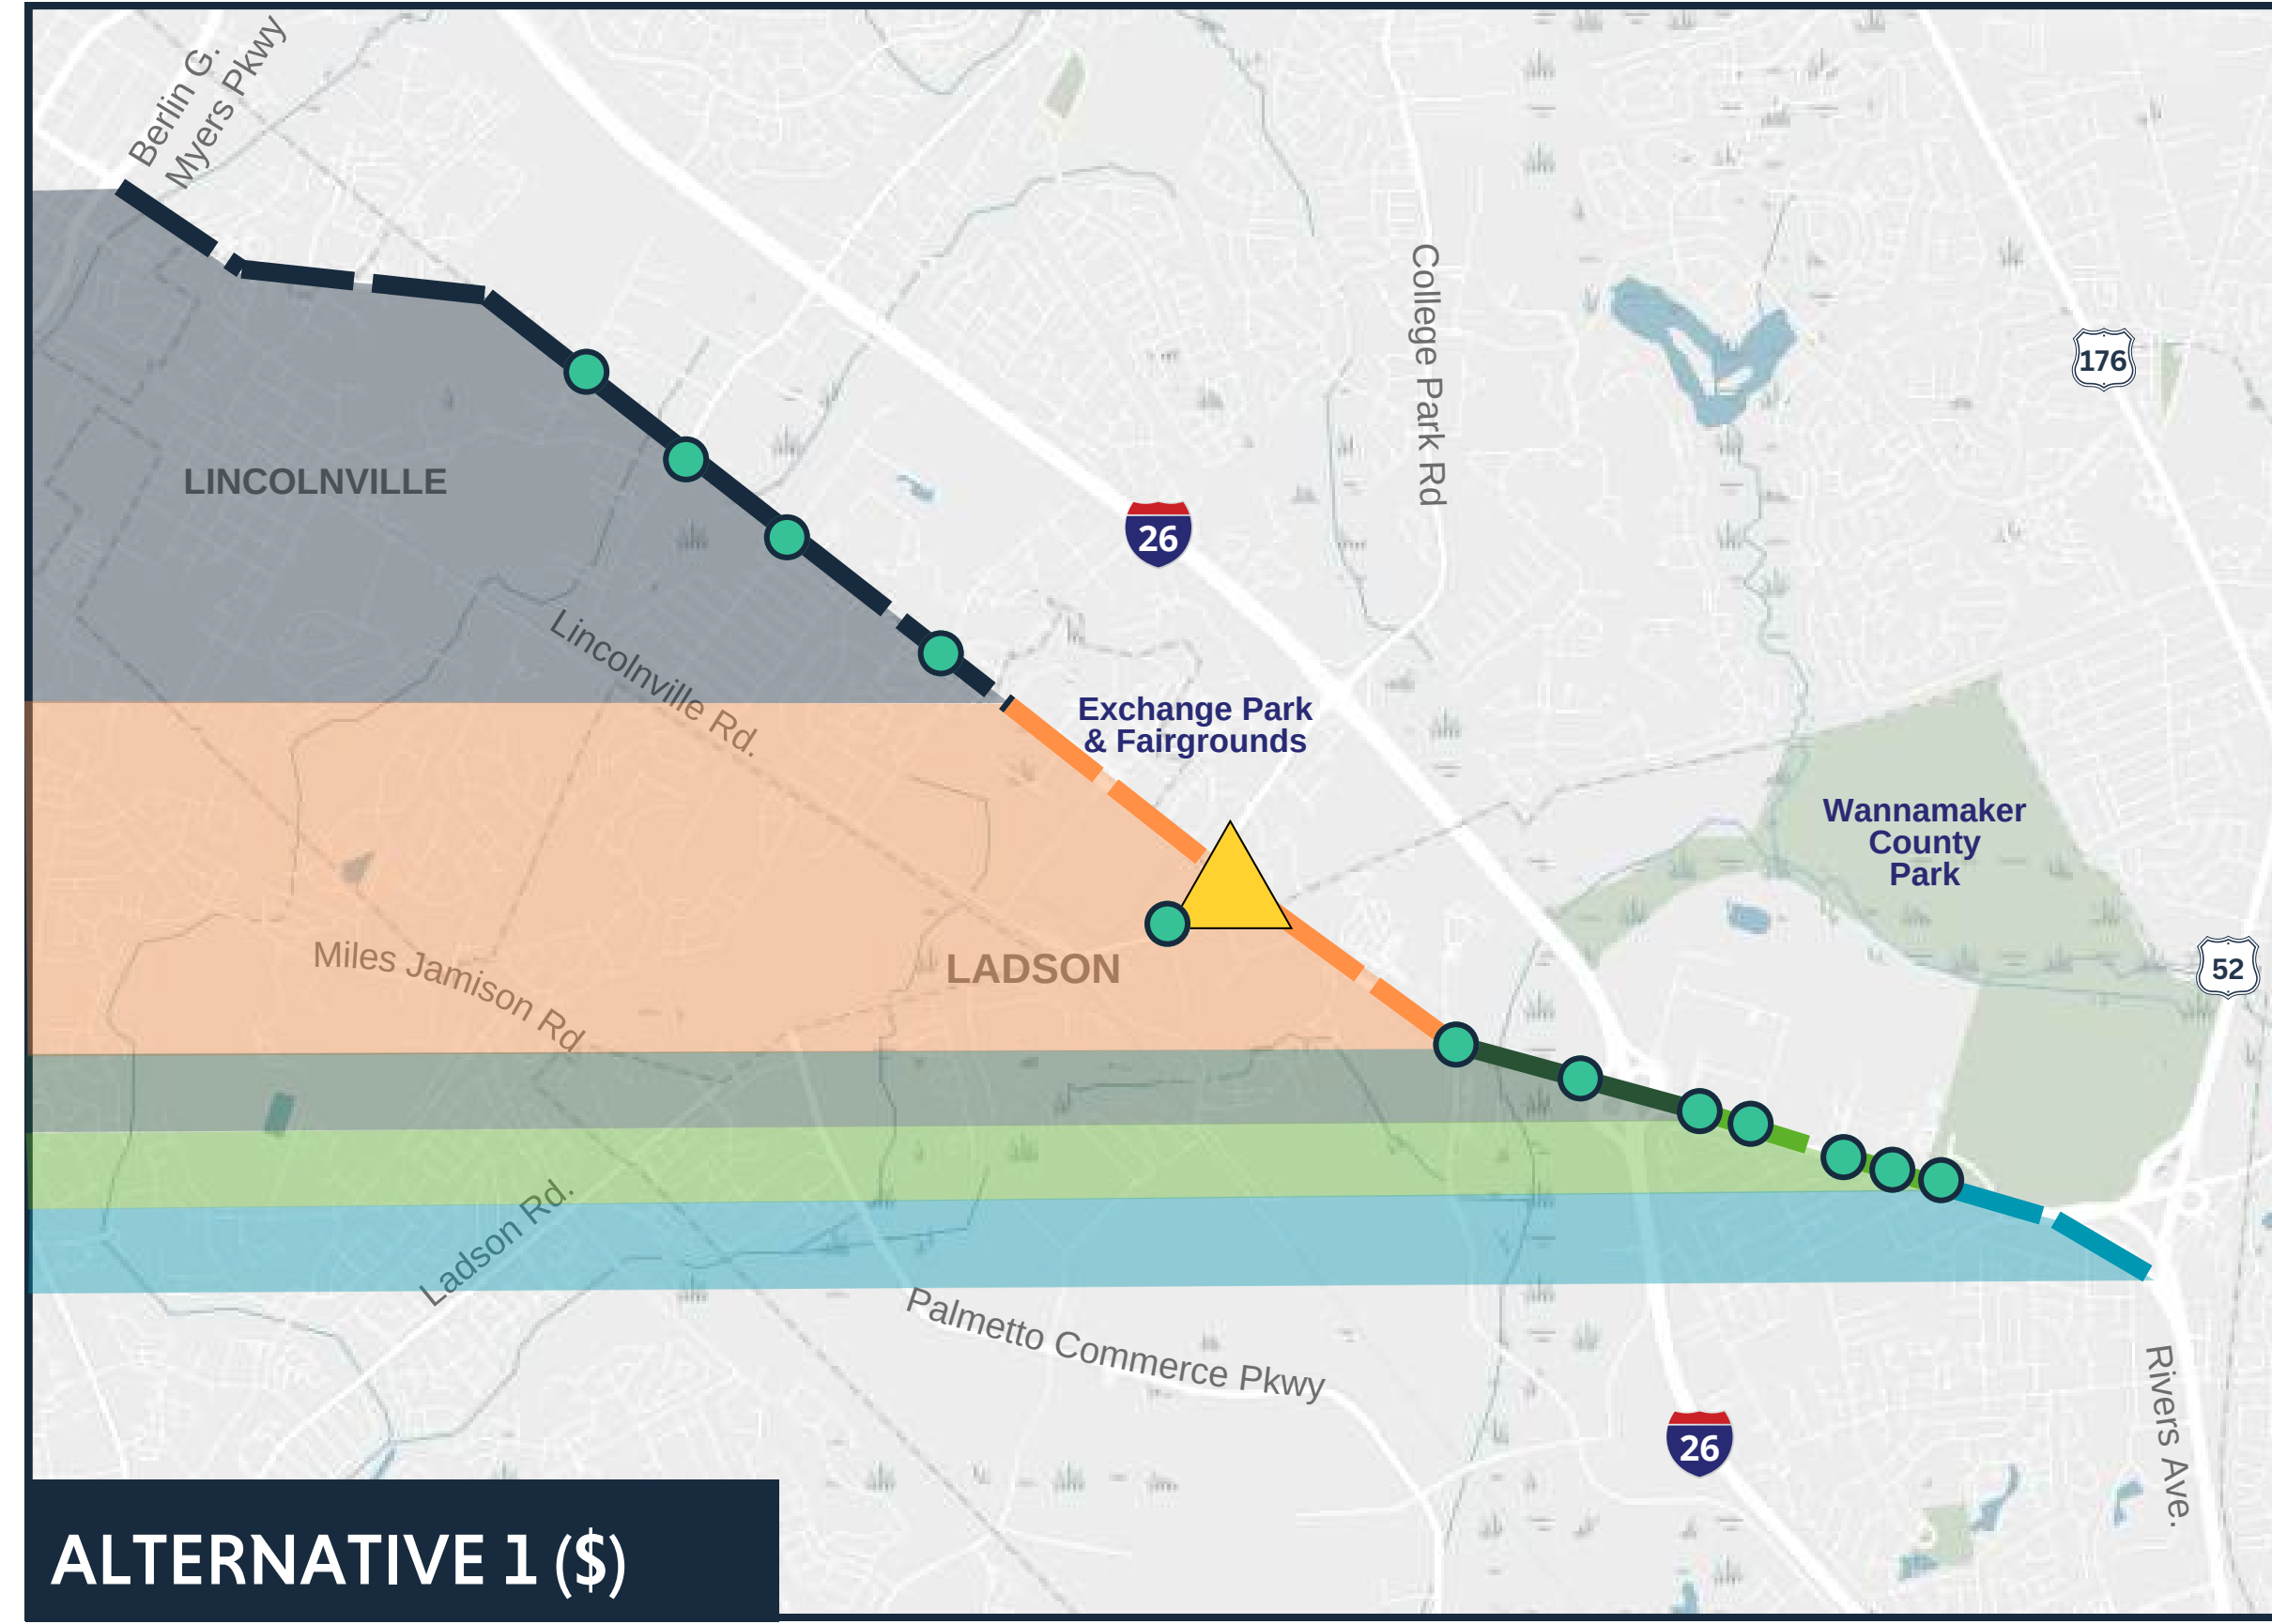 Berlin G.
Myers Pkwy
College Park Rd
176
LINCOLNVILLE
26
Lincolnville Rd.
Exchange Park
& Fairgrounds
Wannamaker
County
Park
Miles Jamison Rd
LADSON
52
Ladson Rd.
Palmetto Commerce Pkwy
Rivers Ave.
26
ALTERNATIVE 1 ($)